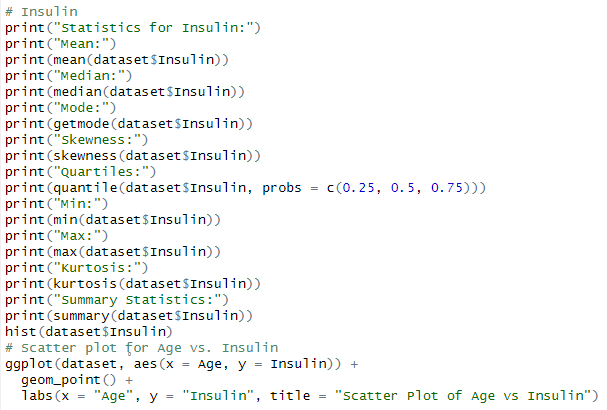 # Insulin
print("Statistics for Insulin:")
print("Mean:")
print(mean(dataset$Insulin))
print("Median:")
print(median(dataset$Insulin))
print("Mode:")
print(getmode(dataset$Insulin))
print("Skewness:")
print(skewness(dataset$Insulin))
print("Quartiles:")
print(quantile(dataset$Insulin, probs = c(0.25, 0.5, 0.75)))
print("Min:")
print(min(dataset$Insulin))
print("Max:")
print(max(dataset$Insulin))
print("Kurtosis:")
print(kurtosis(dataset$Insulin))
print("Summary Statistics:")
print(summary(dataset$Insulin))
hist(dataset$Insulin)
# Scatter plot for Age vs. Insulin
ggplot(dataset, aes(x = Age, y = Insulin)) +
  geom_point() +
  labs(x = "Age", y = "Insulin", title = "Scatter Plot of Age vs Insulin")